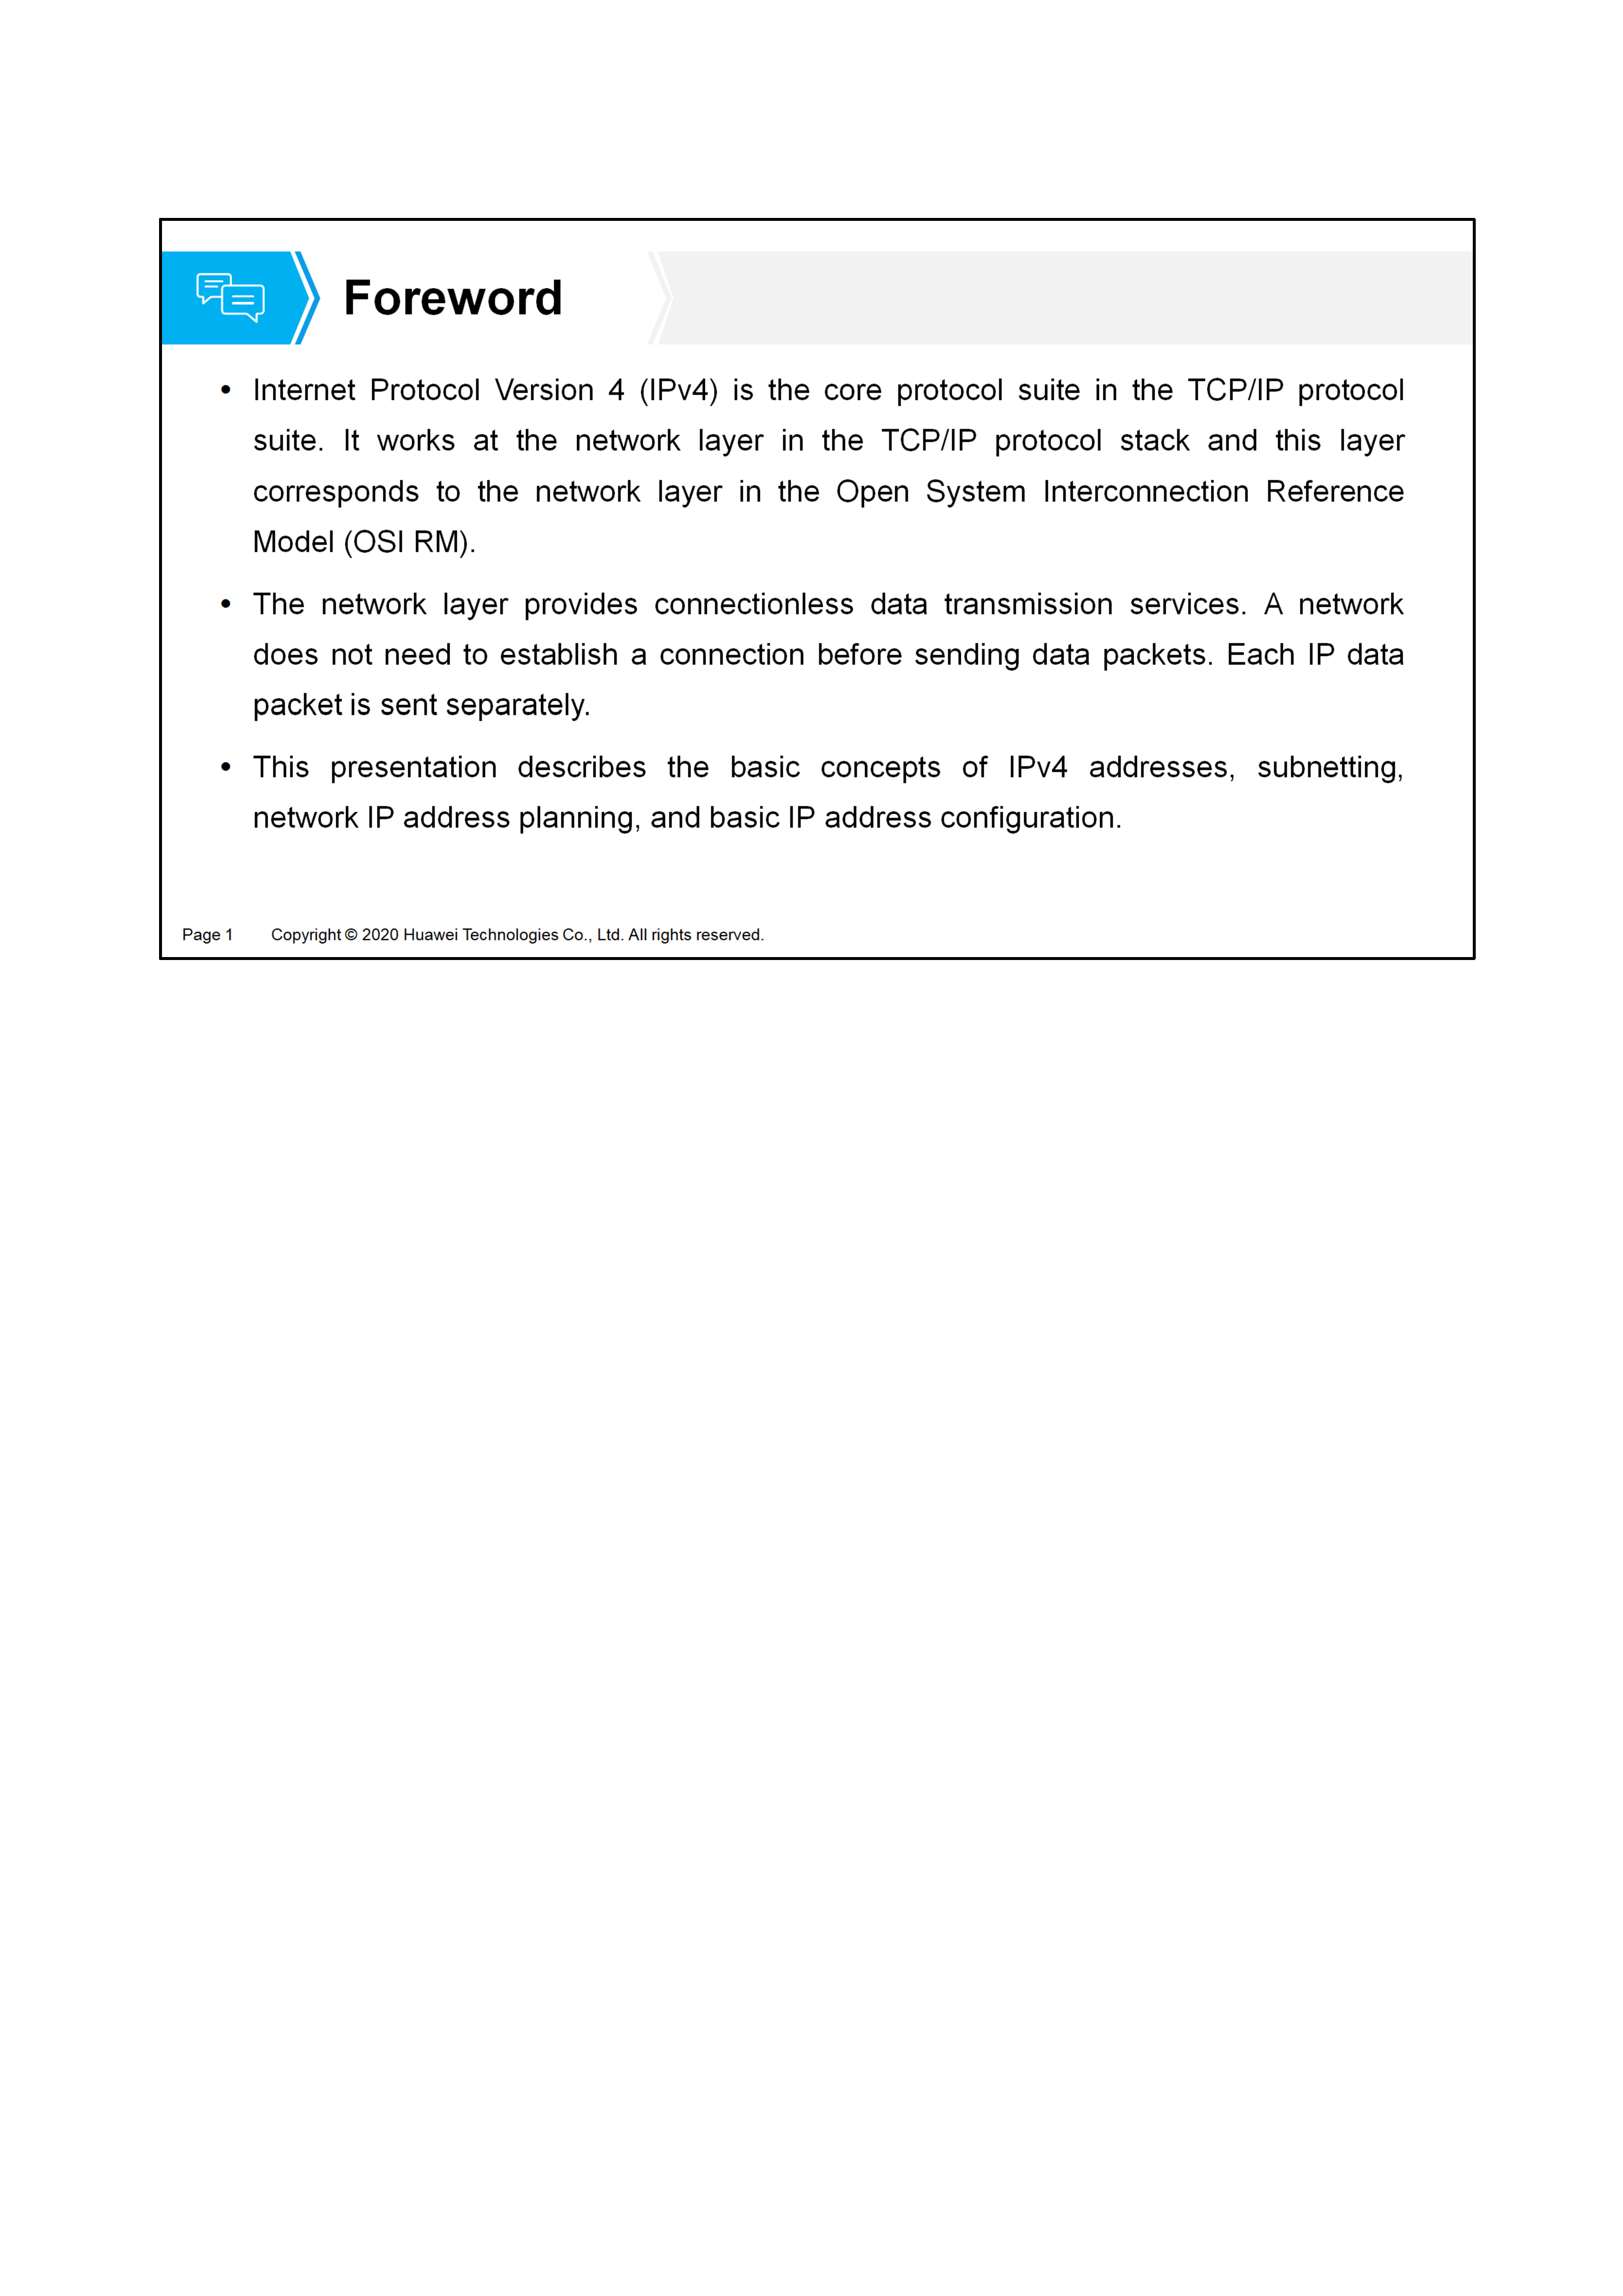 Foreword
• Internet Protocol Version 4 (IPv4) is the core protocol suite in the TCP/IP protocol
suite. It works at the network layer in the TCP/IP protocol stack and this layer
corresponds to the network layer in the Open System Interconnection Reference
Model (OSI RM).
• The network layer provides connectionless data transmission services. A network
does not need to establish a connection before sending data packets. Each IP data
packet is sent separately.
• This presentation describes the basic concepts of IPv4 addresses, subnetting,
network IP address planning, and basic IP address configuration.
Page 1 Copyright © 2020 Huawei Technologies Co., Ltd. All rights reserved.